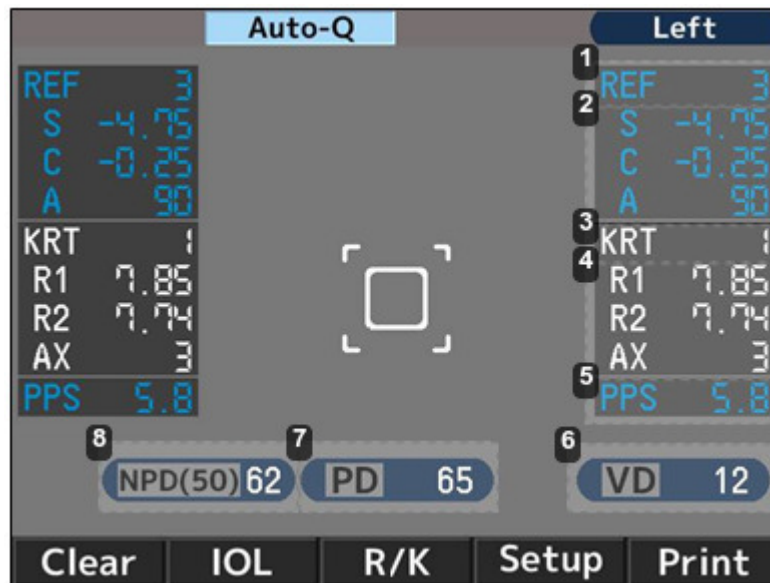 Auto-Q
Left
1
REF 3
2
S -4.75
C -0.25
A 90
3
KRT 1
4
R1 7.85
R2 7.74
AX 3
5
PPS 5.8
REF 3
S -4.75
C -0.25
A 90
KRT 1
R1 7.85
R2 7.74
AX 3
PPS 5.8
8
NPD(50) 62
7
PD 65
6
VD 12
Clear IOL R/K Setup Print